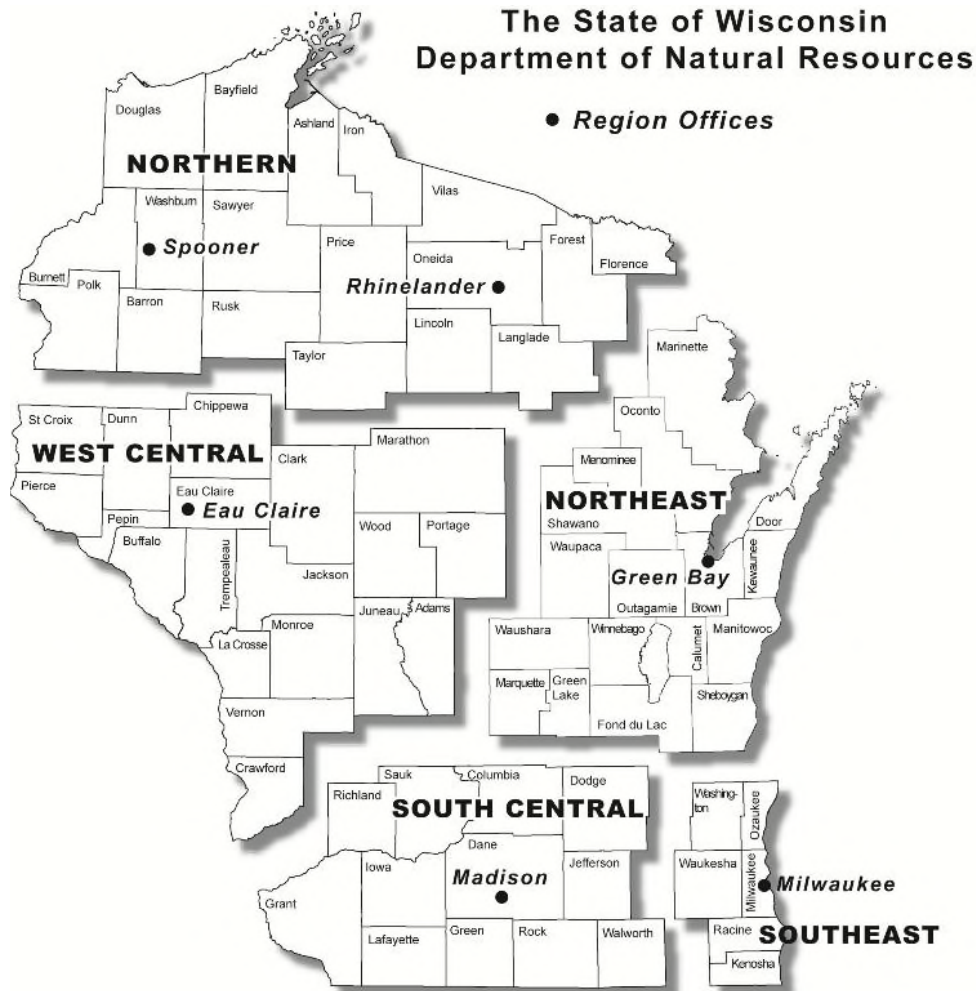 The State of Wisconsin
Department of Natural Resources
Region Offices
Douglas
Bayfield
Ashland
Iron
NORTHERN
Vilas
Washburn
Sawyer
Spooner
Price
Oneida
Forest
Florence
Burnett
Polk
Rhinelander
Barron
Rusk
Lincoln
Langlade
Taylor
Marinette
Chippewa
St Croix
Dunn
WEST CENTRAL
Marathon
Clark
Pierce
Eau Claire
Eau Claire
Pepin
Buffalo
Trempealeau
Wood
Portage
Jackson
Juneau
Adams
Monroe
La Crosse
Vernon
Crawford
Oconto
Menominee
NORTHEAST
Shawano
Door
Waupaca
Green Bay
Kewaunee
Outagamie
Brown
Waushara
Winnebago
Calumet
Manitowoc
Marquette
Green
Lake
Sheboygan
Fond du Lac
Sauk
Columbia
Dodge
Richland
SOUTH CENTRAL
Dane
Iowa
Jefferson
Madison
Grant
Lafayette
Green
Rock
Walworth
Washing-
ton
Ozaukee
Waukesha
Milwaukee
Milwaukee
Racine
SOUTHEAST
Kenosha